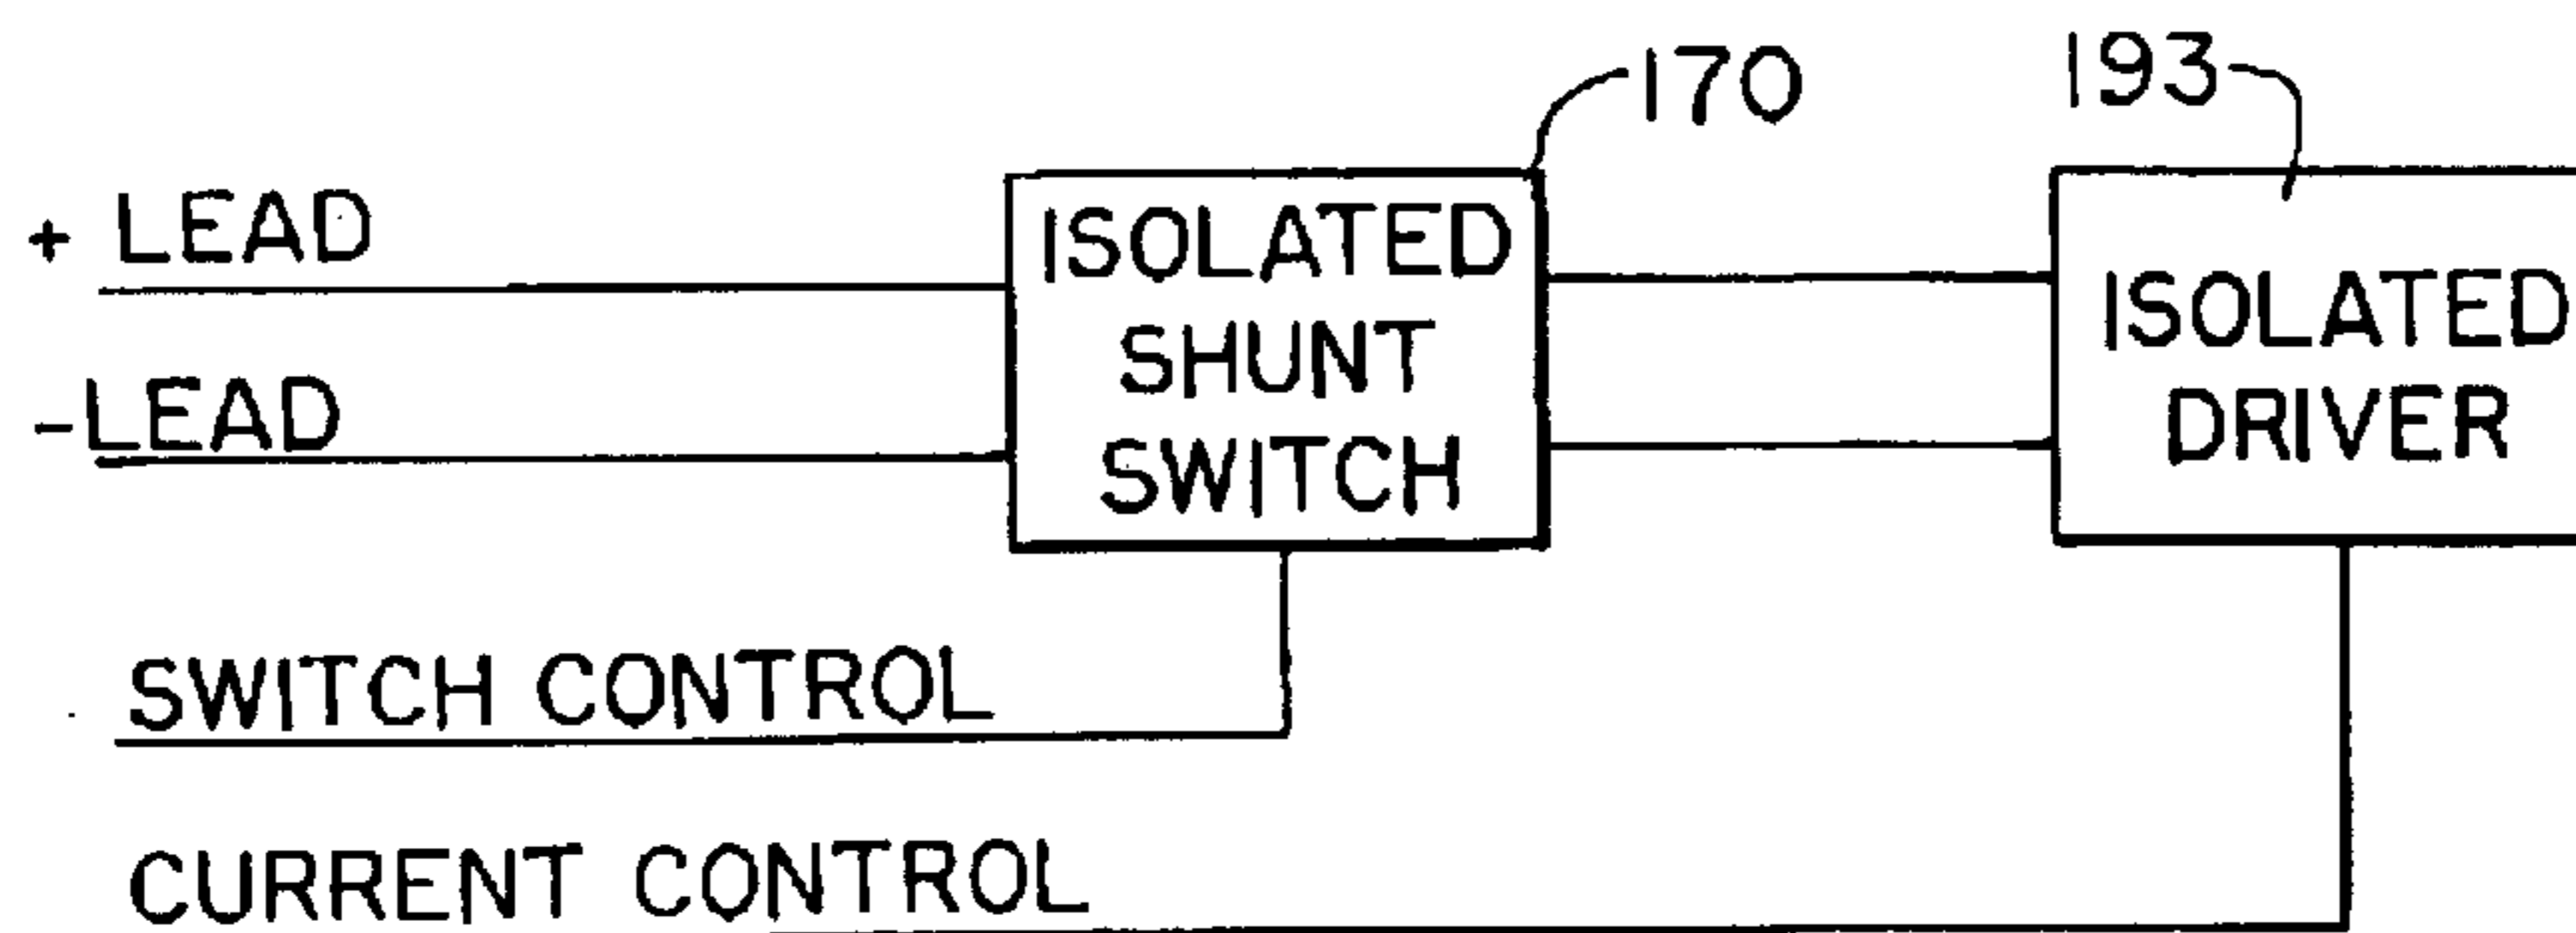 170
193
+ LEAD
-LEAD
ISOLATED
SHUNT
SWITCH
ISOLATED
DRIVER
SWITCH CONTROL
CURRENT CONTROL